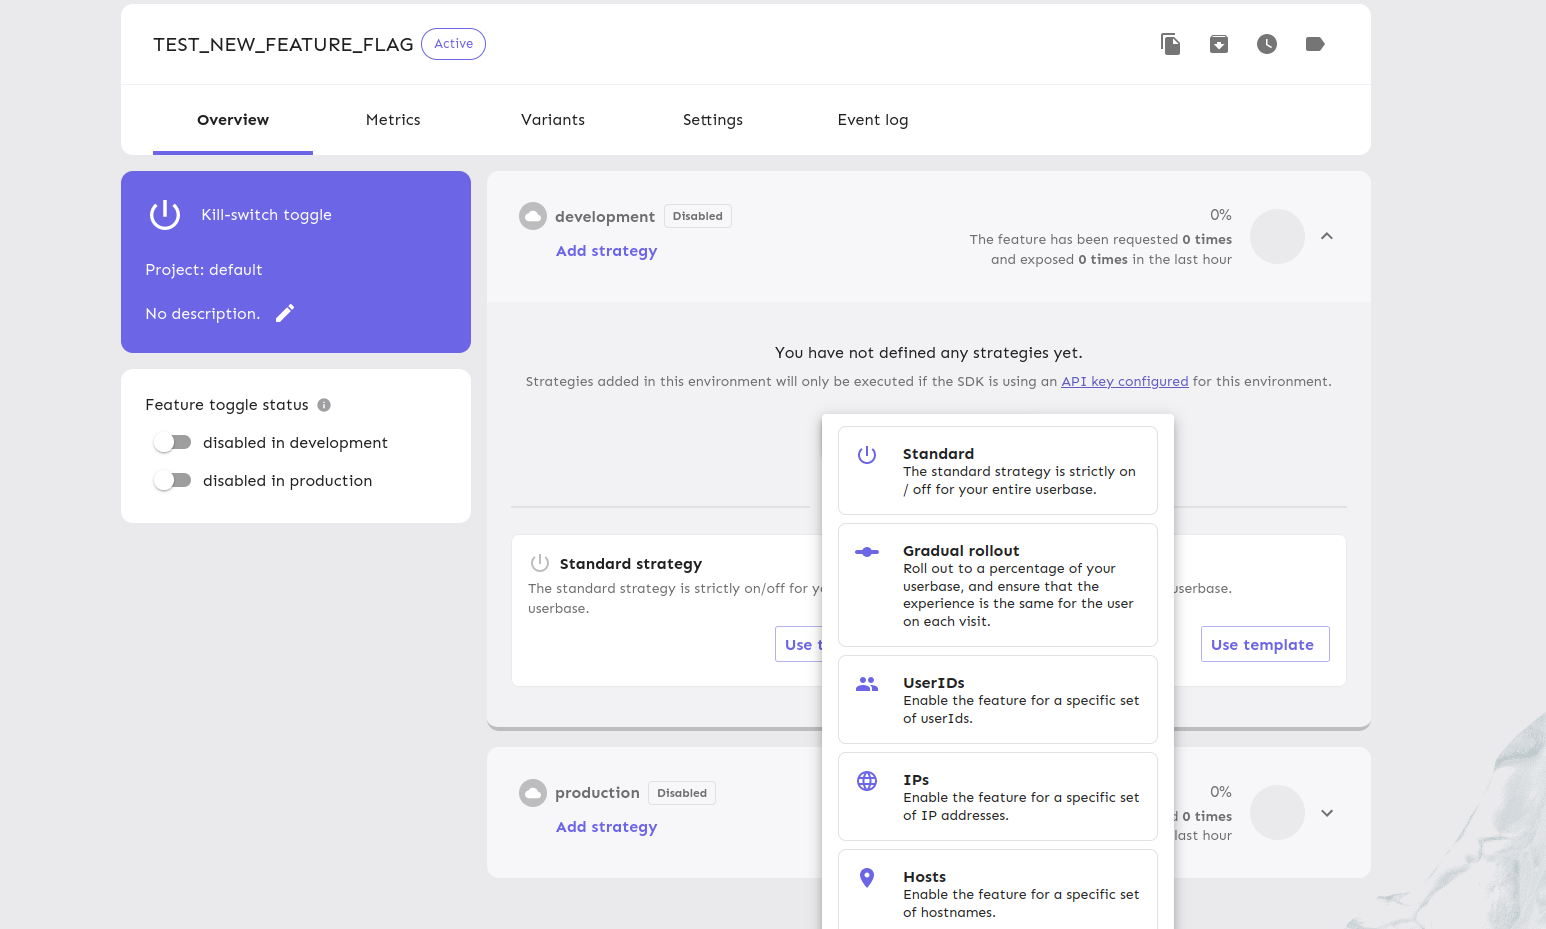 TEST_NEW_FEATURE_FLAG Active
Overview Metrics Variants Settings Event log
Kill-switch toggle
Project: default
No description.
Feature toggle status
disabled in development
disabled in production
development Disabled
Add strategy
0%
The feature has been requested 0 times
and exposed 0 times in the last hour
You have not defined any strategies yet.
Strategies added in this environment will only be executed if the SDK is using an API key configured for this environment.
Standard
The standard strategy is strictly on
/ off for your entire userbase.
Gradual rollout
Roll out to a percentage of your
userbase, and ensure that the
experience is the same for the user
on each visit.
UserIDs
Enable the feature for a specific set
of userIds.
IPs
Enable the feature for a specific set
of IP addresses.
Hosts
Enable the feature for a specific set
of hostnames.
Standard strategy
The standard strategy is strictly on/off for
userbase.
Use
userbase.
Use template
production Disabled
Add strategy
0%
0 times
last hour